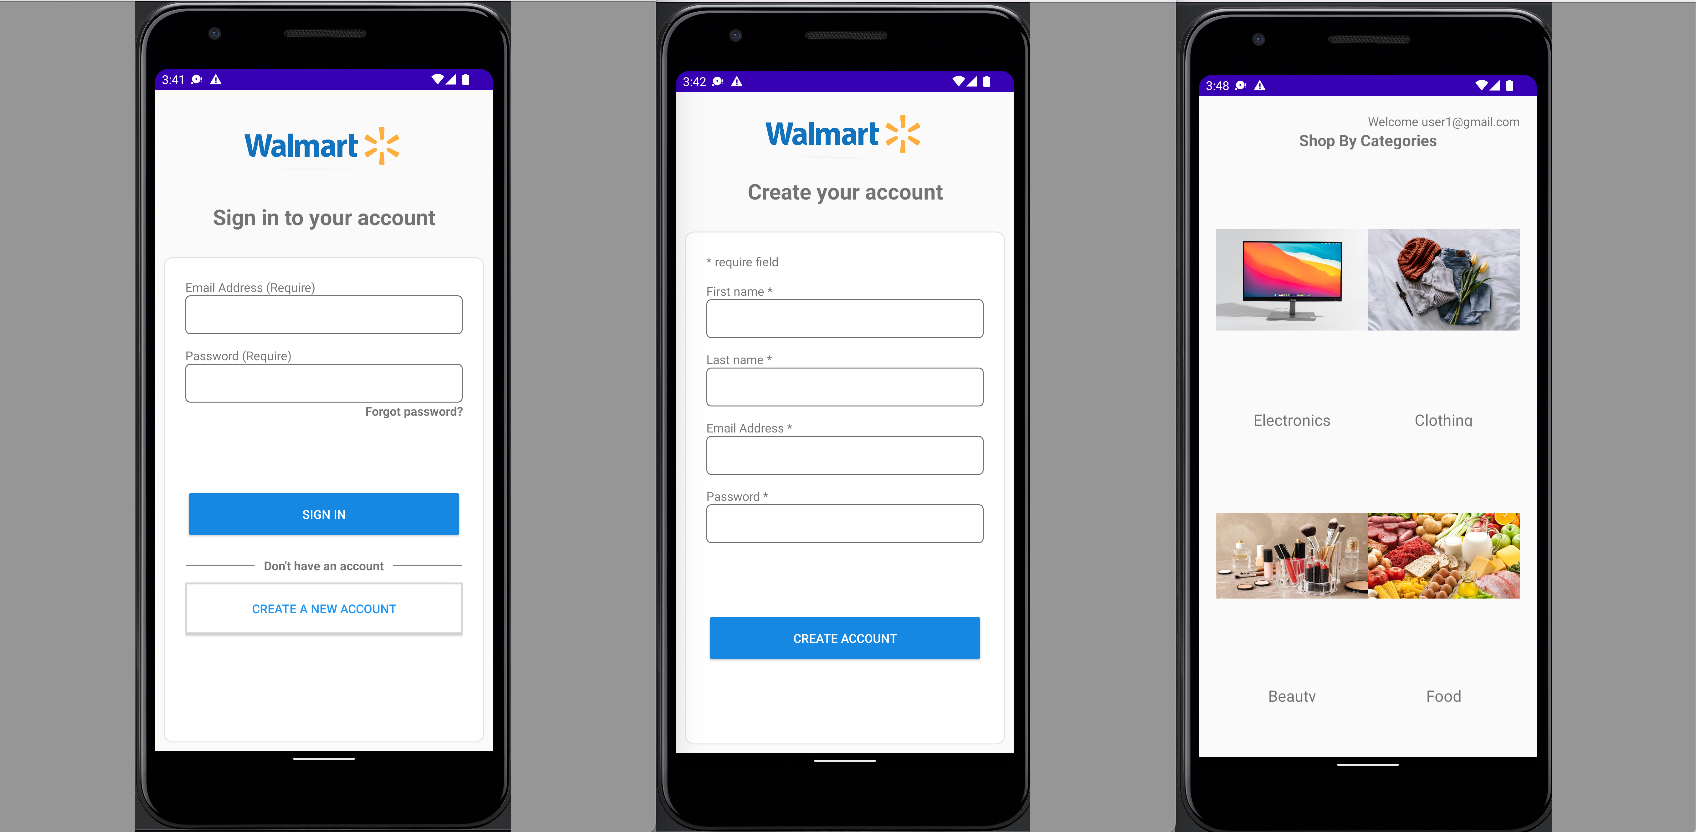 3:41
Walmart
Sign in to your account
Email Address (Require)
Password (Require)
Forgot password?
SIGN IN
Don't have an account
CREATE A NEW ACCOUNT
3:42
Walmart
Create your account
* require field
First name *
Last name *
Email Address *
Password *
CREATE ACCOUNT
3:48
Welcome user1@gmail.com
Shop By Categories
Electronics
Clothing
Beauty
Food